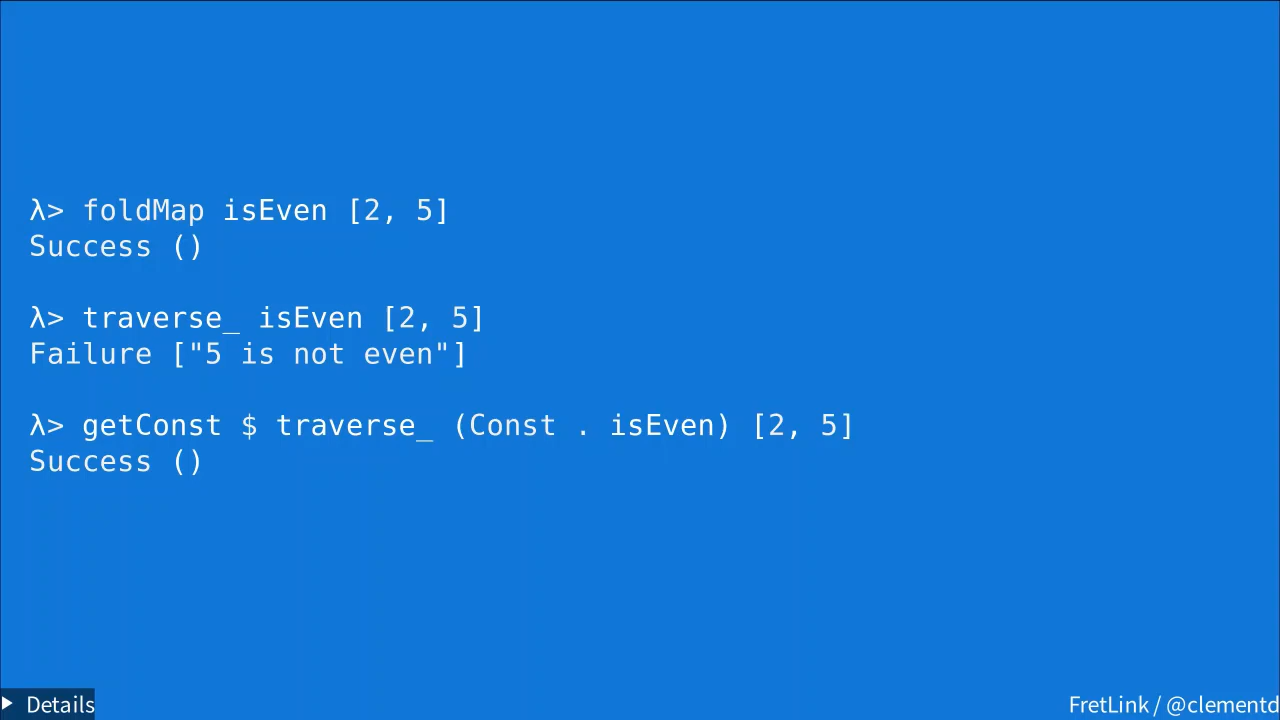 λ> foldMap isEven [2, 5]
Success ()
λ> traverse_ isEven [2, 5]
Failure ["5 is not even"]
λ> getConst $ traverse_ (Const . isEven) [2, 5]
Success ()
Details
FretLink / @clementd